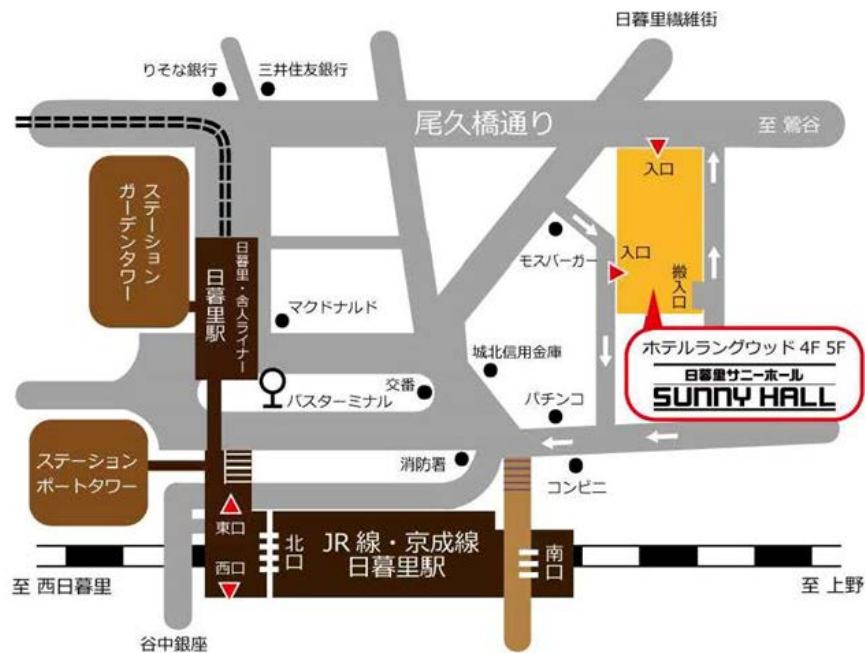 日暮里繊維街
りそな銀行
三井住友銀行
尾久橋通り
至 鶯谷
ステーション
ガーデンタワー
日暮里・舎人ライナー
日暮里駅
入口
入口
搬入口
モスバーガー
マクドナルド
ホテルラングウッド 4F 5F
日暮里サニーホール
SUNNY HALL
城北信用金庫
交番
バスターミナル
パチンコ
ステーション
ポートタワー
消防署
コンビニ
東口
西口
北口
JR 線・京成線
日暮里駅
南口
至 西日暮里
至 上野
谷中銀座